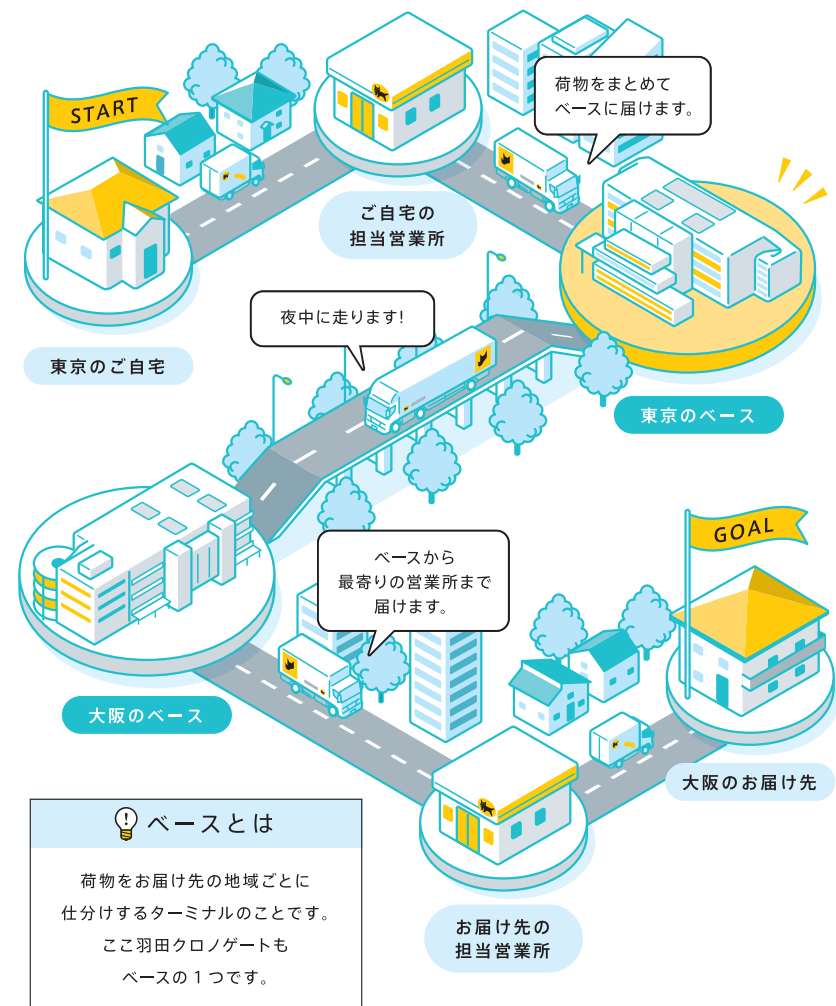 START
荷物をまとめて
ベースに届けます。
ご自宅の
担当営業所
東京のご自宅
夜中に走ります!
東京のベース
GOAL
ベースから
最寄りの営業所まで
届けます。
大阪のベース
大阪のお届け先
ベースとは
荷物をお届け先の地域ごとに
仕分けするターミナルのことです。
ここ羽田クロノゲートも
ベースの1つです。
お届け先の
担当営業所